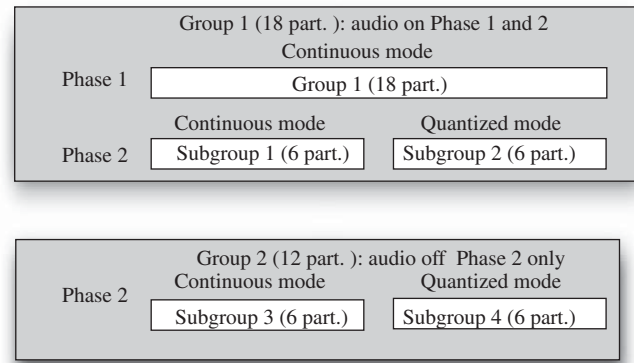 Group 1 (18 part. ): audio on Phase 1 and 2
Continuous mode
Phase 1
Group 1 (18 part.)
Continuous mode Quantized mode
Phase 2
Subgroup 1 (6 part.) Subgroup 2 (6 part.)
Group 2 (12 part. ): audio off Phase 2 only
Continuous mode Quantized mode
Phase 2
Subgroup 3 (6 part.) Subgroup 4 (6 part.)